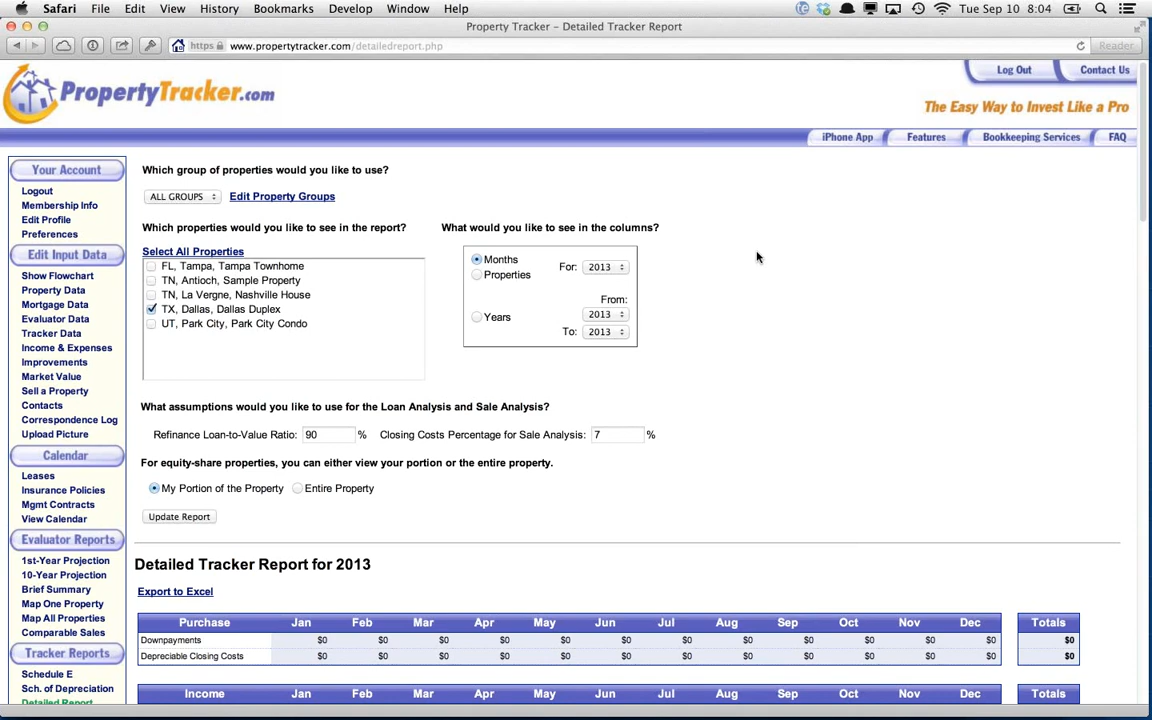 Safari File Edit View History Bookmarks Develop Window Help Tue Sep 10 8:04
Property Tracker – Detailed Tracker Report
https www.propertytracker.com/detailedreport.php Reader
PropertyTracker.com
Log Out Contact Us
The Easy Way to Invest Like a Pro
iPhone App Features Bookkeeping Services FAQ
Your Account
Logout
Membership Info
Edit Profile
Preferences
Edit Input Data
Show Flowchart
Property Data
Mortgage Data
Evaluator Data
Tracker Data
Income & Expenses
Improvements
Market Value
Sell a Property
Contacts
Correspondence Log
Upload Picture
Calendar
Leases
Insurance Policies
Mgmt Contracts
View Calendar
Evaluator Reports
1st-Year Projection
10-Year Projection
Brief Summary
Map One Property
Map All Properties
Comparable Sales
Tracker Reports
Schedule E
Sch. of Depreciation
Detailed Report
Which group of properties would you like to use?
ALL GROUPS Edit Property Groups
Which properties would you like to see in the report?
Select All Properties
FL, Tampa, Tampa Townhome
TN, Antioch, Sample Property
TN, La Vergne, Nashville House
TX, Dallas, Dallas Duplex
UT, Park City, Park City Condo
What would you like to see in the columns?
Months
Properties
For: 2013
Years
From:
2013
To: 2013
What assumptions would you like to use for the Loan Analysis and Sale Analysis?
Refinance Loan-to-Value Ratio: 90 % Closing Costs Percentage for Sale Analysis: 7 %
For equity-share properties, you can either view your portion or the entire property.
My Portion of the Property Entire Property
Update Report
Detailed Tracker Report for 2013
Export to Excel
Purchase Jan Feb Mar Apr May Jun Jul Aug Sep Oct Nov Dec Totals
Downpayments $0 $0 $0 $0 $0 $0 $0 $0 $0 $0 $0 $0 $0
Depreciable Closing Costs $0 $0 $0 $0 $0 $0 $0 $0 $0 $0 $0 $0 $0
Income Jan Feb Mar Apr May Jun Jul Aug Sep Oct Nov Dec Totals